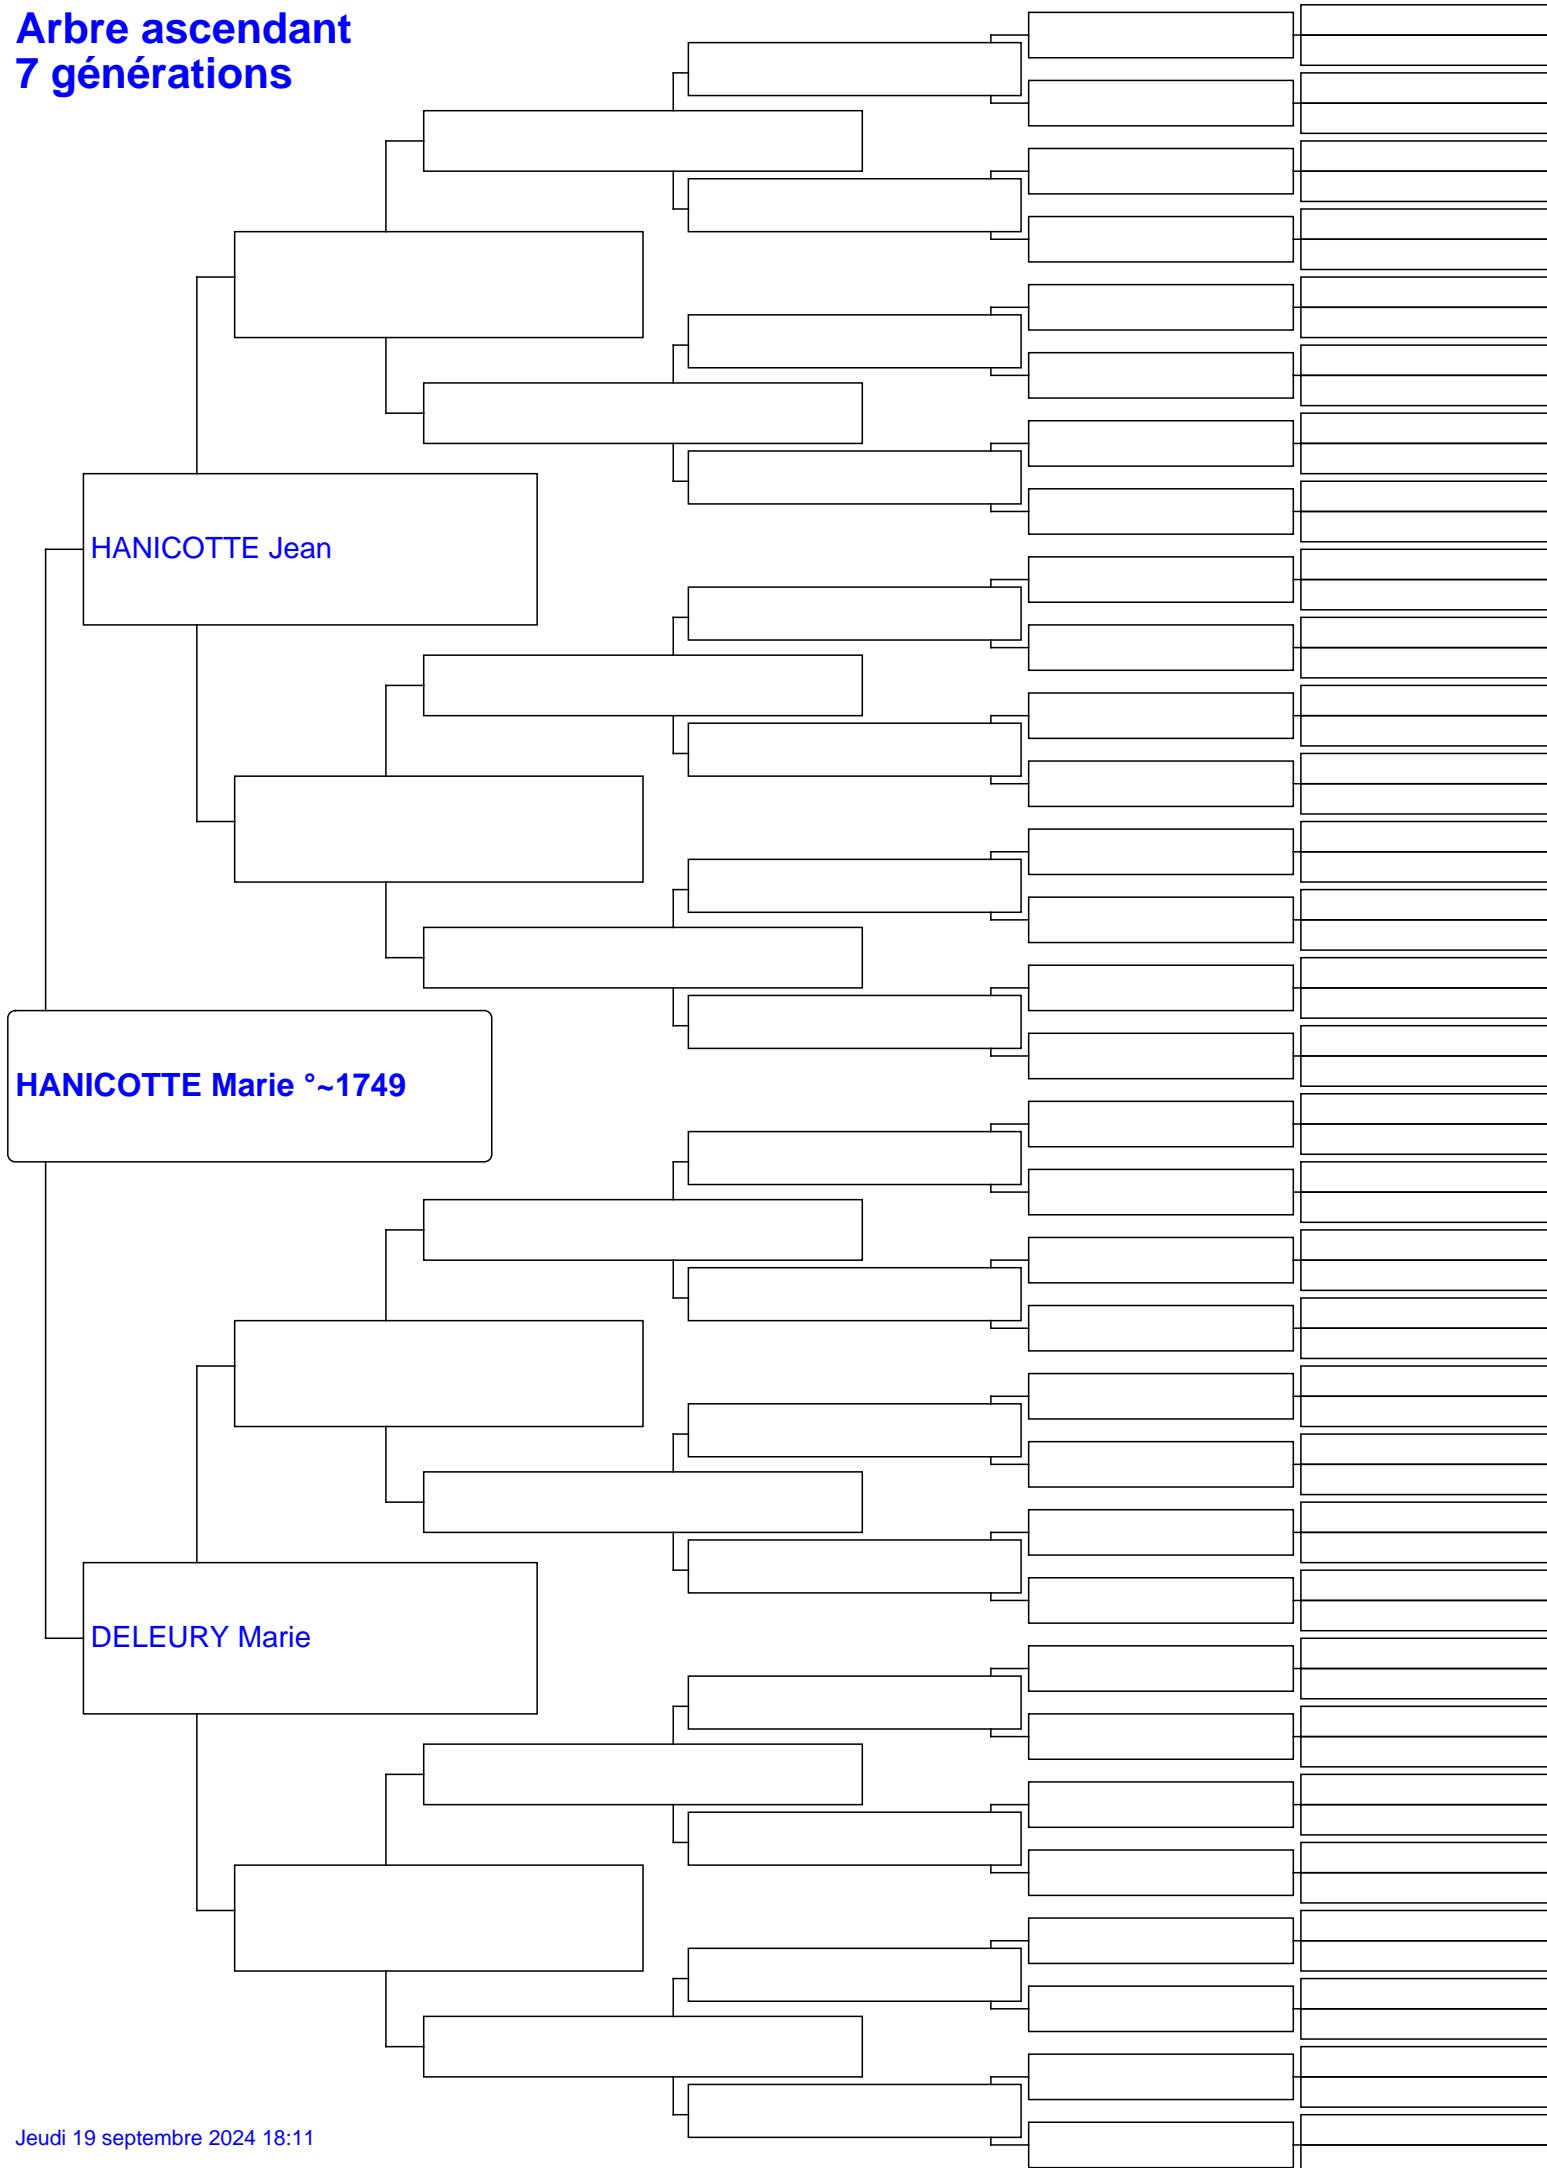 Arbre ascendant
7 générations
HANICOTTE Jean
HANICOTTE Marie °~1749
DELEURY Marie
Jeudi 19 septembre 2024 18:11